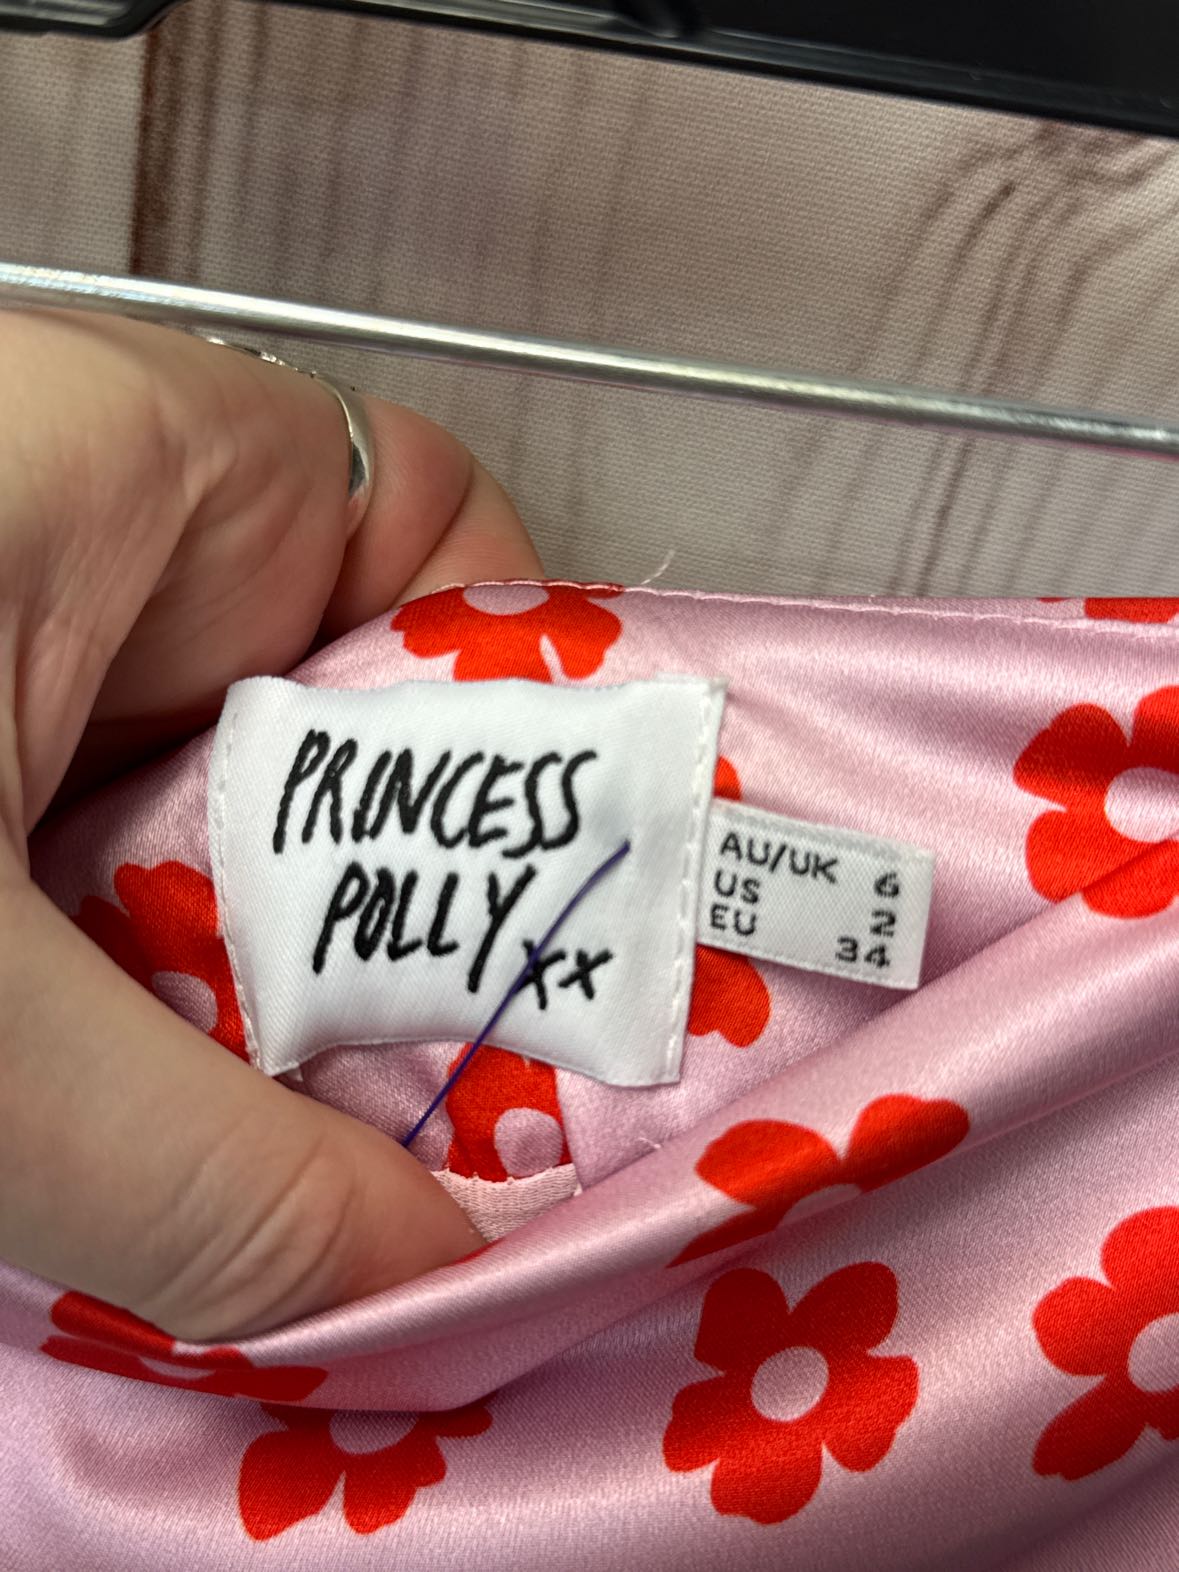 PRINCESS
POLLY xx
AU/UK 6
US 2
EU 34